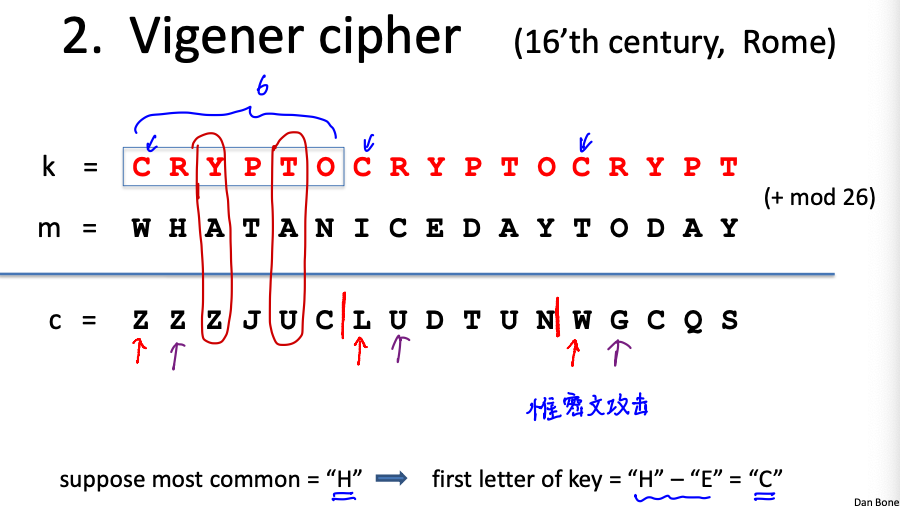 2. Vigener cipher (16’th century, Rome)
6
k = C R Y P T O C R Y P T O C R Y P T
(+ mod 26)
m = W H A T A N I C E D A Y T O D A Y
c = Z Z Z J U C L U D T U N W G C Q S
惟密文攻击
suppose most common = “H” ➡ first letter of key = “H” – “E” = “C”
Dan Bone